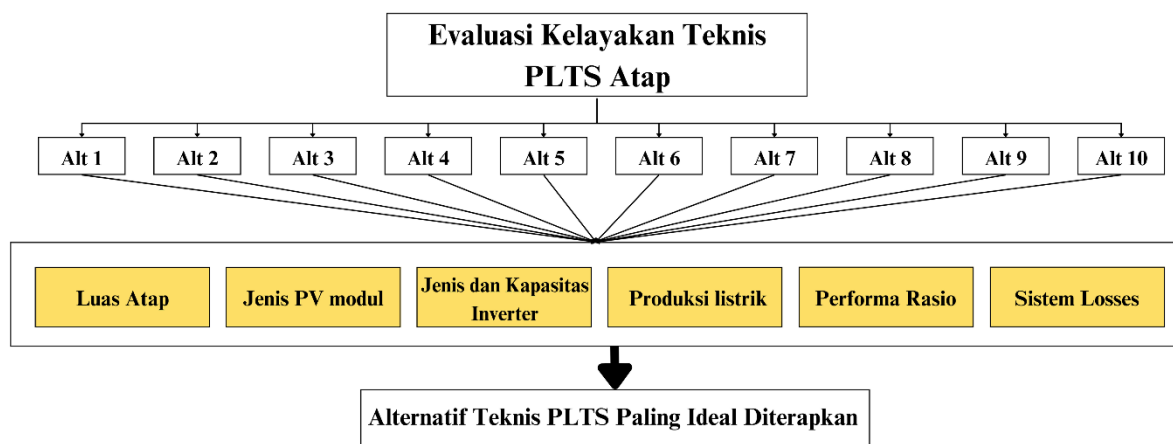 Evaluasi Kelayakan Teknis
PLTS Atap
Alt 1
Alt 2
Alt 3
Alt 4
Alt 5
Alt 6
Alt 7
Alt 8
Alt 9
Alt 10
Luas Atap
Jenis PV modul
Jenis dan Kapasitas
Inverter
Produksi listrik
Performa Rasio
Sistem Losses
Alternatif Teknis PLTS Paling Ideal Diterapkan